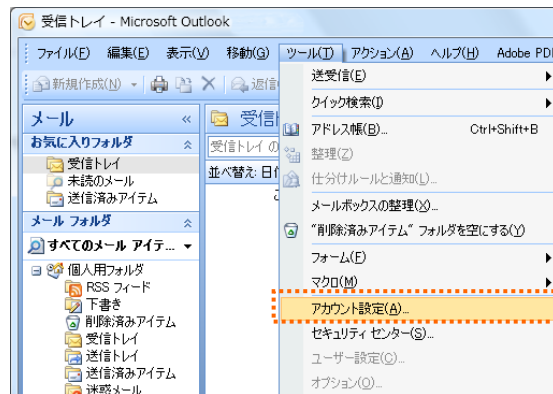 受信トレイ - Microsoft Outlook
ファイル(F) 編集(E) 表示(V) 移動(G) ツール(T) アクション(A) ヘルプ(H) Adobe PD
新規作成(N) 返信
送受信(E)
クイック検索(I)
アドレス帳(B)... Ctrl+Shift+B
整理(Z)
仕分けルールと通知(L)...
メールボックスの整理(X)...
"削除済みアイテム" フォルダを空にする(Y)
フォーム(F)
マクロ(M)
アカウント設定(A)...
セキュリティ センター(S)...
ユーザー設定(C)...
オプション(O)...
メール «
お気に入りフォルダ
受信トレイ
未読のメール
送信済みアイテム
メール フォルダ
すべてのメール アイテ...
個人用フォルダ
RSS フィード
下書き
削除済みアイテム
受信トレイ
送信トレイ
送信済みアイテム
迷惑メール
受信
受信トレイ の
並べ替え: 日